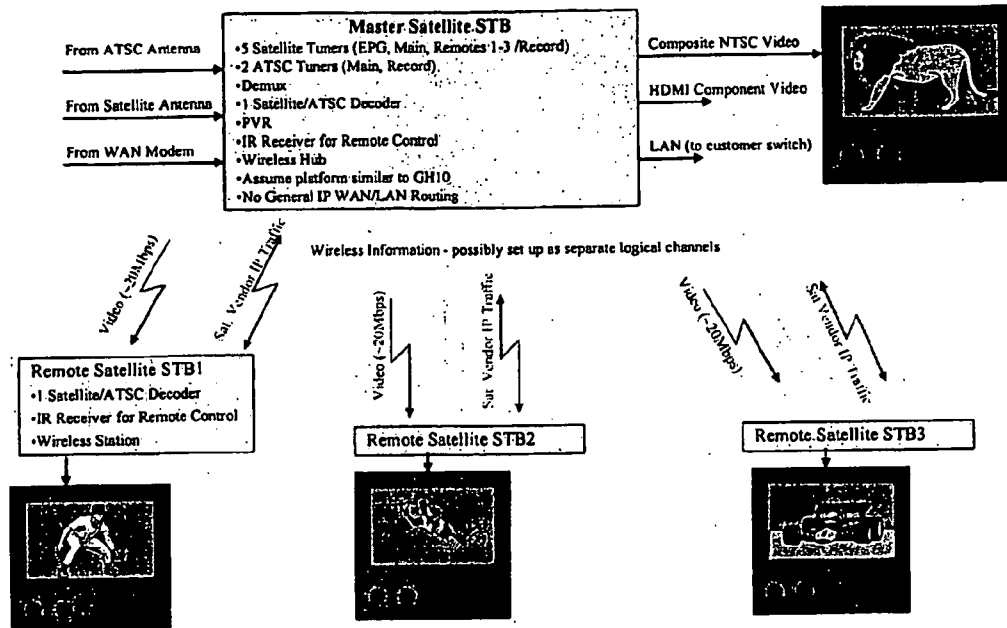 Master Satellite STB
•5 Satellite Tuners (EPG, Main, Remotes 1-3 /Record)
•2 ATSC Tuners (Main, Record)
•Demux
•1 Satellite/ATSC Decoder
•PVR
•IR Receiver for Remote Control
•Wireless Hub
•Assume platform similar to GH10
•No General IP WAN/LAN Routing
From ATSC Antenna
From Satellite Antenna
From WAN Modem
Composite NTSC Video
HDMI Component Video
LAN (to customer switch)
Wireless Information - possibly set up as separate logical channels
Video (~20Mbps)
Sat. Vendor IP Traffic
Video (~20Mbps)
Sat Vendor IP Traffic
Video (~20Mbps)
Sat Vendor IP Traffic
Remote Satellite STB1
•1 Satellite/ATSC Decoder
•IR Receiver for Remote Control
•Wireless Station
Remote Satellite STB2
Remote Satellite STB3